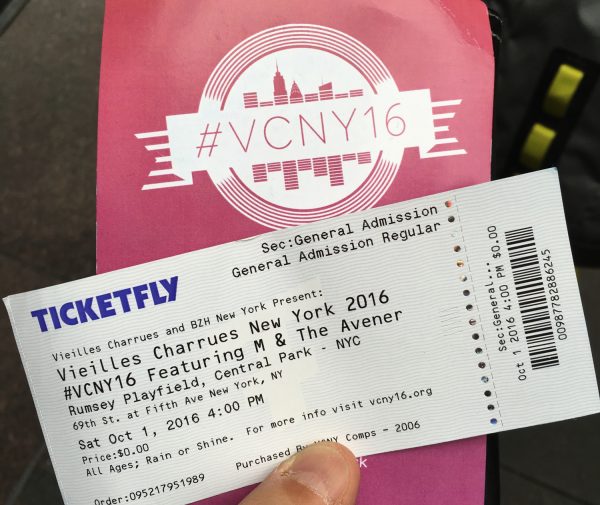 #VCNY16
Sec:General Admission
General Admission Regular
TICKETFLY
Vieilles Charrues and BZH New York Present:
Vieilles Charrues New York 2016
#VCNY16 Featuring M & The Avener
Rumsey Playfield, Central Park - NYC
69th St. at Fifth Ave New York, NY
Sat Oct 1, 2016 4:00 PM
Price:$0.00
All Ages; Rain or Shine. For more info visit vcny16.org
Purchased By VCNY Comps - 2006
Order:095217951989
Sec:General...
Oct 1 2016 4:00 PM $0.00
00987782886245